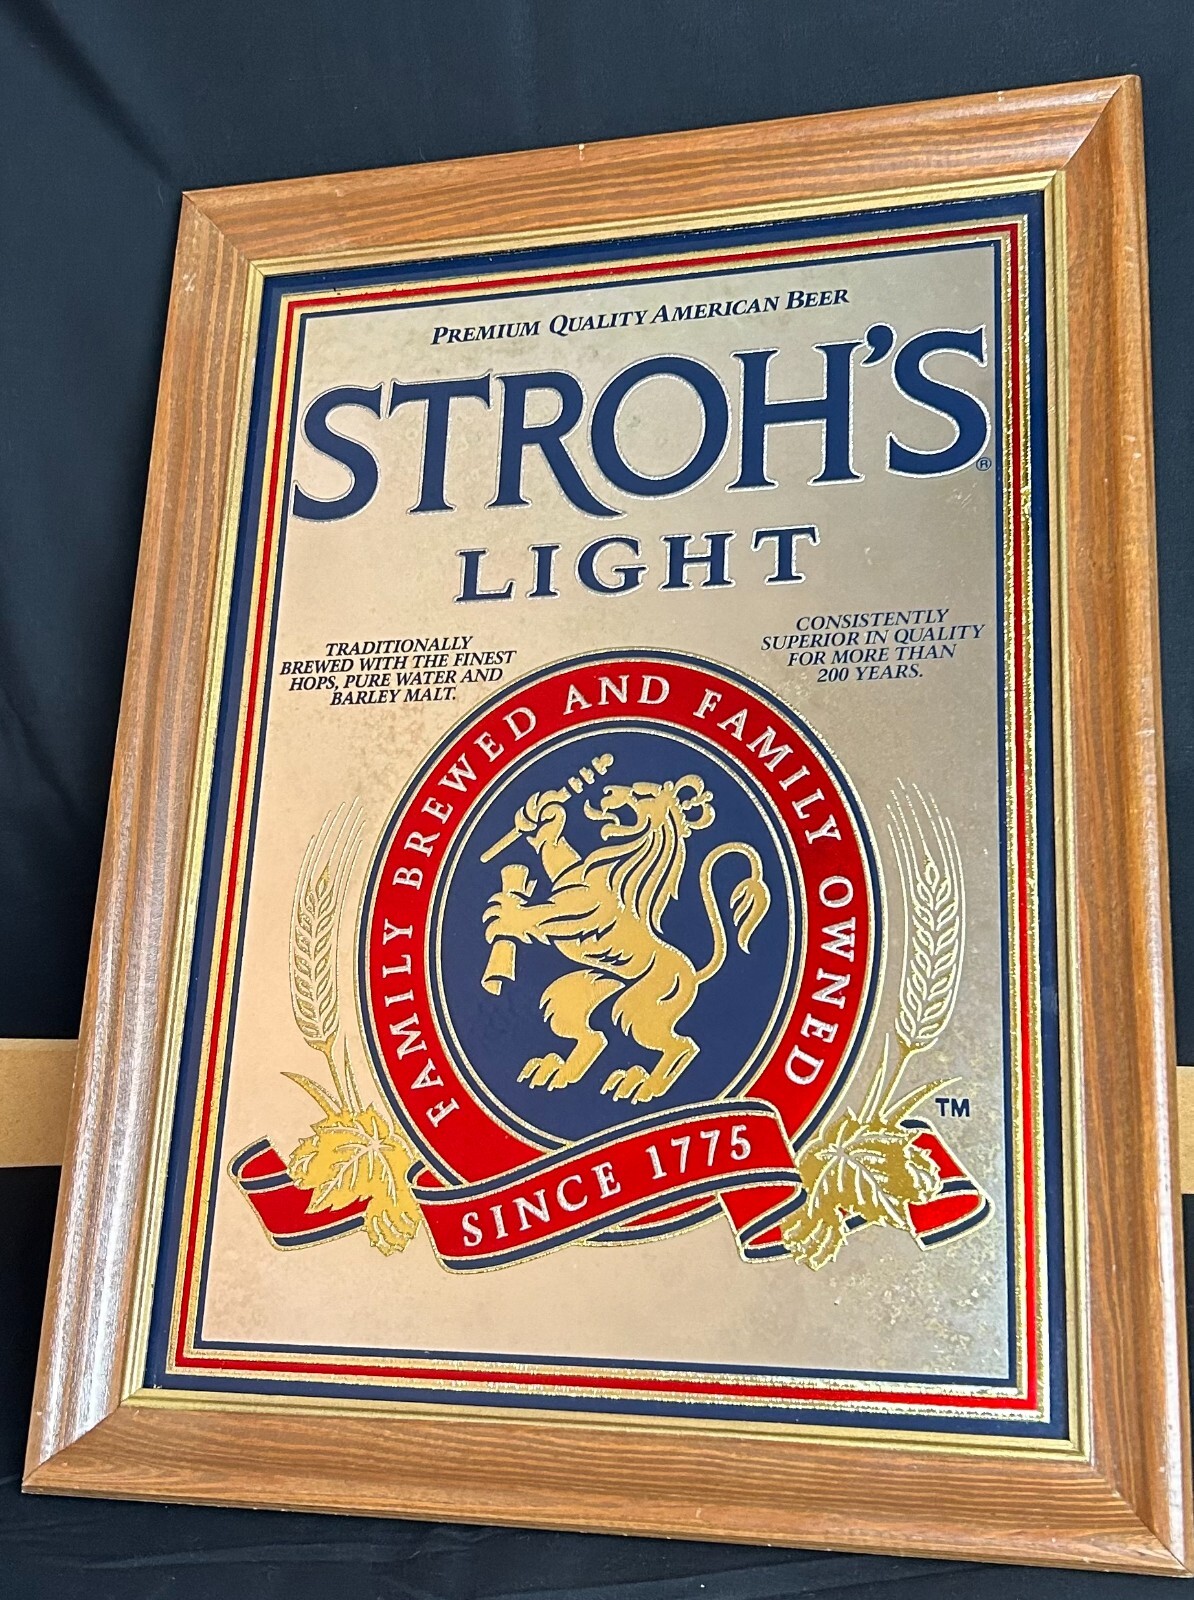 PREMIUM QUALITY AMERICAN BEER
STROH'S®
LIGHT
TRADITIONALLY
BREWED WITH THE FINEST
HOPS, PURE WATER AND
BARLEY MALT.
CONSISTENTLY
SUPERIOR IN QUALITY
FOR MORE THAN
200 YEARS.
FAMILY BREWED AND FAMILY OWNED
TM
SINCE 1775